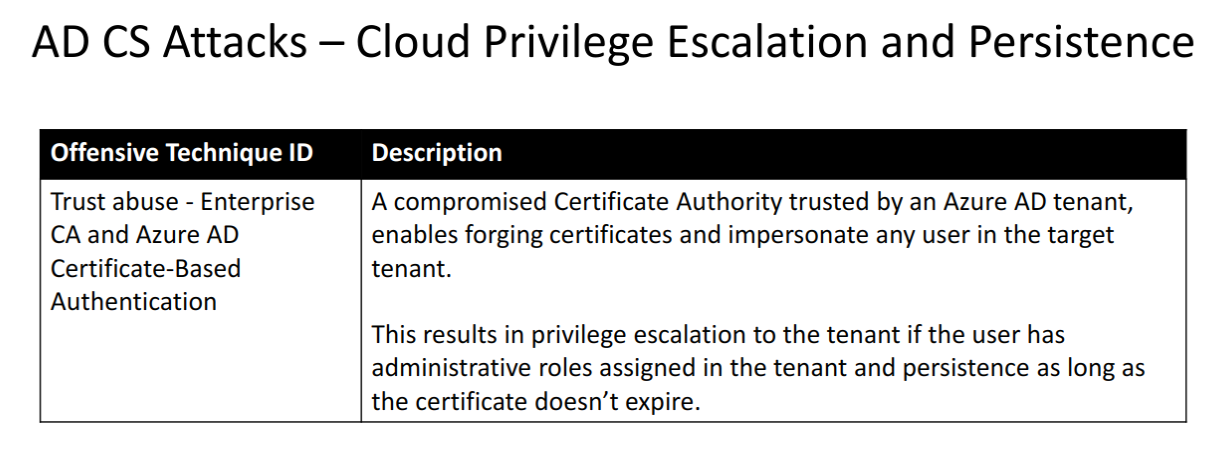 AD CS Attacks – Cloud Privilege Escalation and Persistence
Offensive Technique ID
Description
Trust abuse - Enterprise
CA and Azure AD
Certificate-Based
Authentication
A compromised Certificate Authority trusted by an Azure AD tenant,
enables forging certificates and impersonate any user in the target
tenant.
This results in privilege escalation to the tenant if the user has
administrative roles assigned in the tenant and persistence as long as
the certificate doesn’t expire.